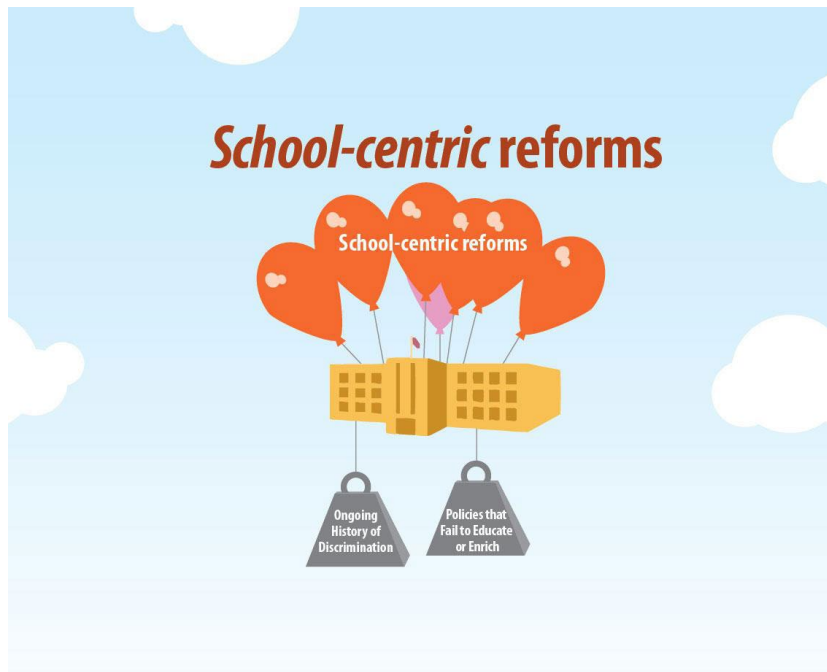 School-centric reforms
School-centric reforms
Ongoing
History of
Discrimination
Policies that
Fail to Educate
or Enrich